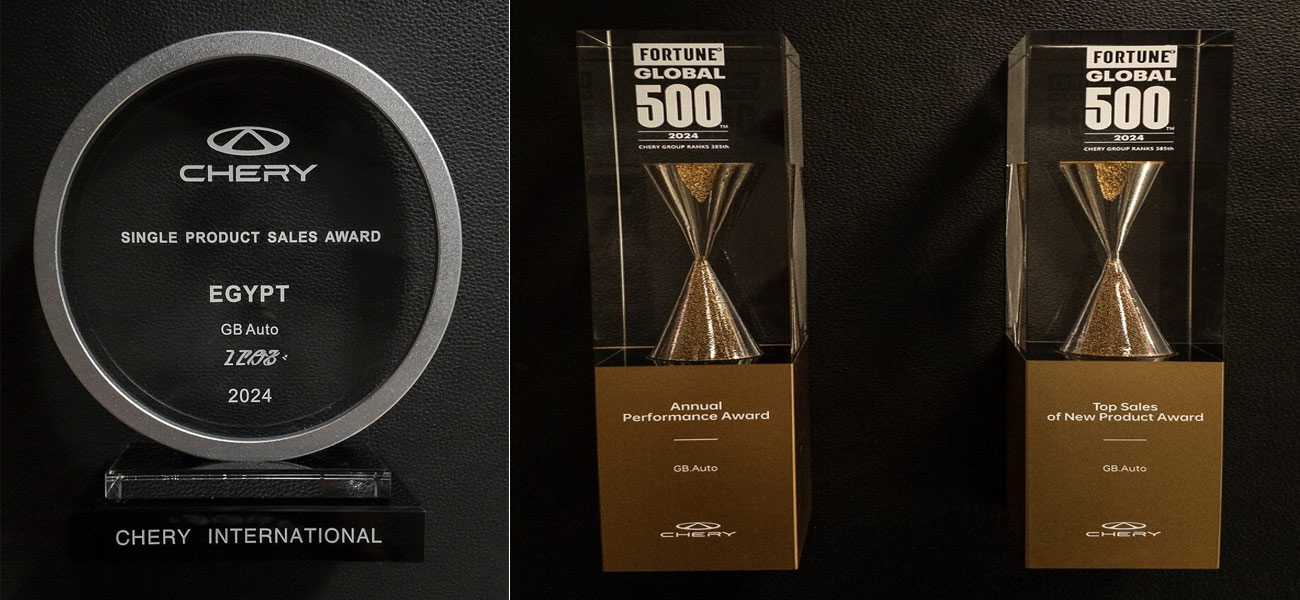 CHERY
SINGLE PRODUCT SALES AWARD
EGYPT
GB Auto
2024
CHERY INTERNATIONAL
FORTUNE
GLOBAL
500™
2024
CHERY GROUP RANKS 385th
Annual
Performance Award
GB.Auto
CHERY
FORTUNE
GLOBAL
500™
2024
CHERY GROUP RANKS 385th
Top Sales
of New Product Award
GB.Auto
CHERY